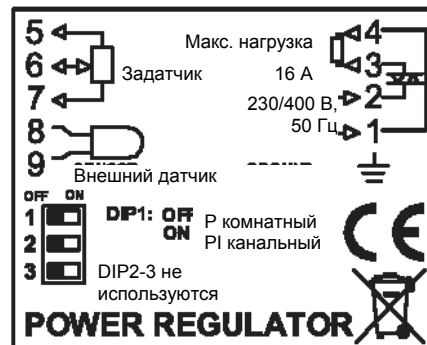 5
6
7
Задатчик
8
9
Внешний датчик
Макс. нагрузка
16 А
230/400 В,
50 Гц
4
3
2
1
OFF ON
1
2
3
DIP1: OFF Р комнатный
ON PI канальный
DIP2-3 не
используются
CE
POWER REGULATOR